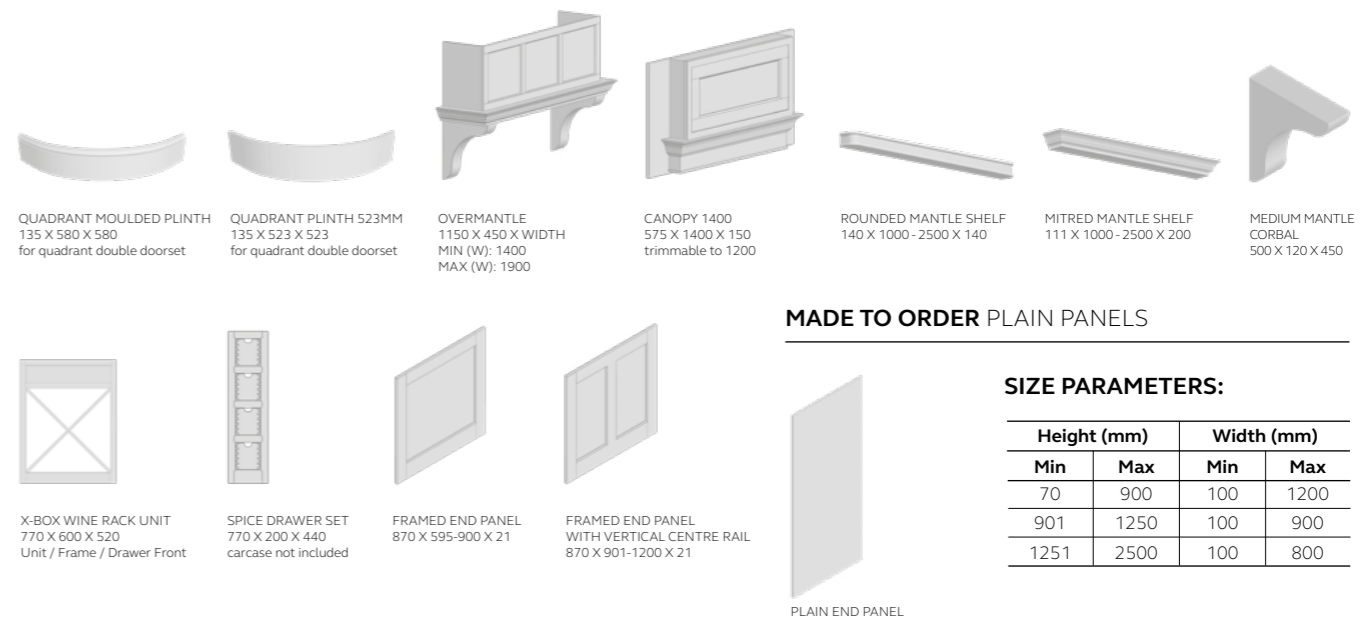 QUADRANT MOULDED PLINTH
135 X 580 X 580
for quadrant double doorset
QUADRANT PLINTH 523MM
135 X 523 X 523
for quadrant double doorset
OVERMANTLE
1150 X 450 X WIDTH
MIN (W): 1400
MAX (W): 1900
CANOPY 1400
575 X 1400 X 150
trimmable to 1200
ROUNDED MANTLE SHELF
140 X 1000 - 2500 X 140
MITRED MANTLE SHELF
111 X 1000 - 2500 X 200
MEDIUM MANTLE
CORBAL
500 X 120 X 450
X-BOX WINE RACK UNIT
770 X 600 X 520
Unit / Frame / Drawer Front
SPICE DRAWER SET
770 X 200 X 440
carcase not included
FRAMED END PANEL
870 X 595-900 X 21
FRAMED END PANEL
WITH VERTICAL CENTRE RAIL
870 X 901-1200 X 21
MADE TO ORDER PLAIN PANELS
PLAIN END PANEL
SIZE PARAMETERS:
Height (mm) Width (mm)
Min Max Min Max
70 900 100 1200
901 1250 100 900
1251 2500 100 800